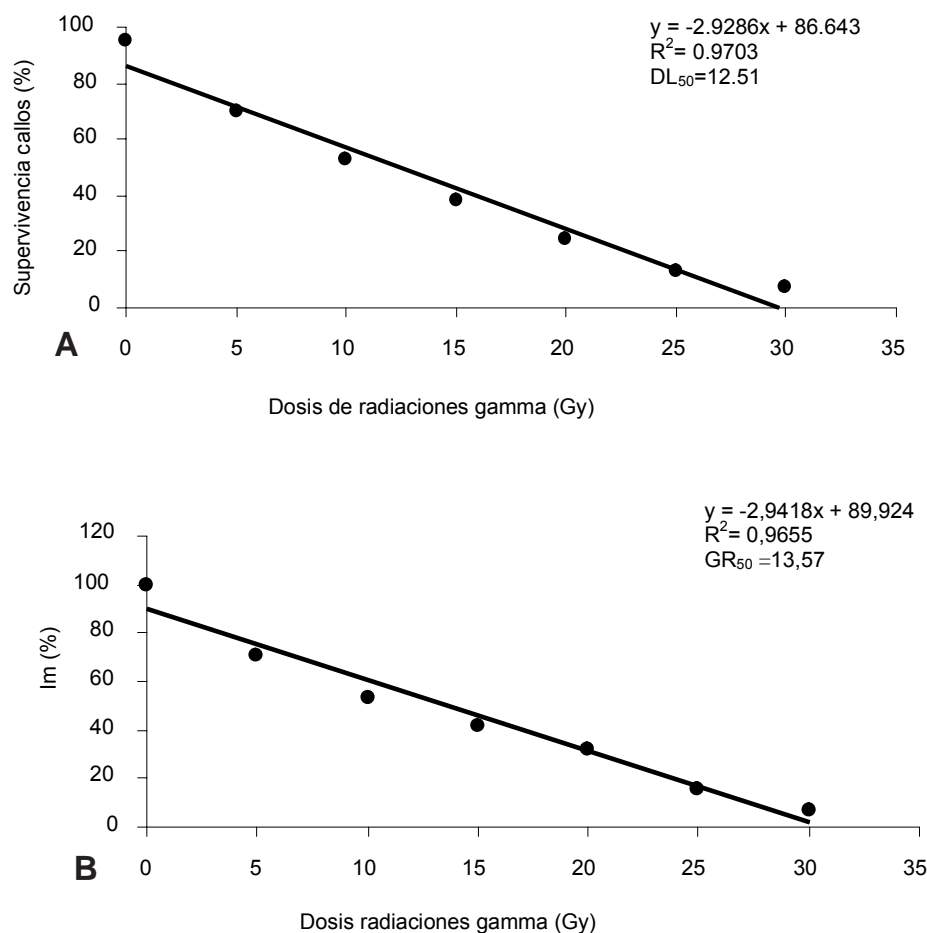 y = -2.9286x + 86.643
R²= 0.9703
DL₅₀=12.51
Supervivencia callos (%)
100
80
60
40
20
0
0 5 10 15 20 25 30 35
A
Dosis de radiaciones gamma (Gy)
y = -2,9418x + 89,924
R²= 0,9655
GR₅₀ =13,57
Im (%)
120
100
80
60
40
20
0
0 5 10 15 20 25 30 35
B
Dosis radiaciones gamma (Gy)